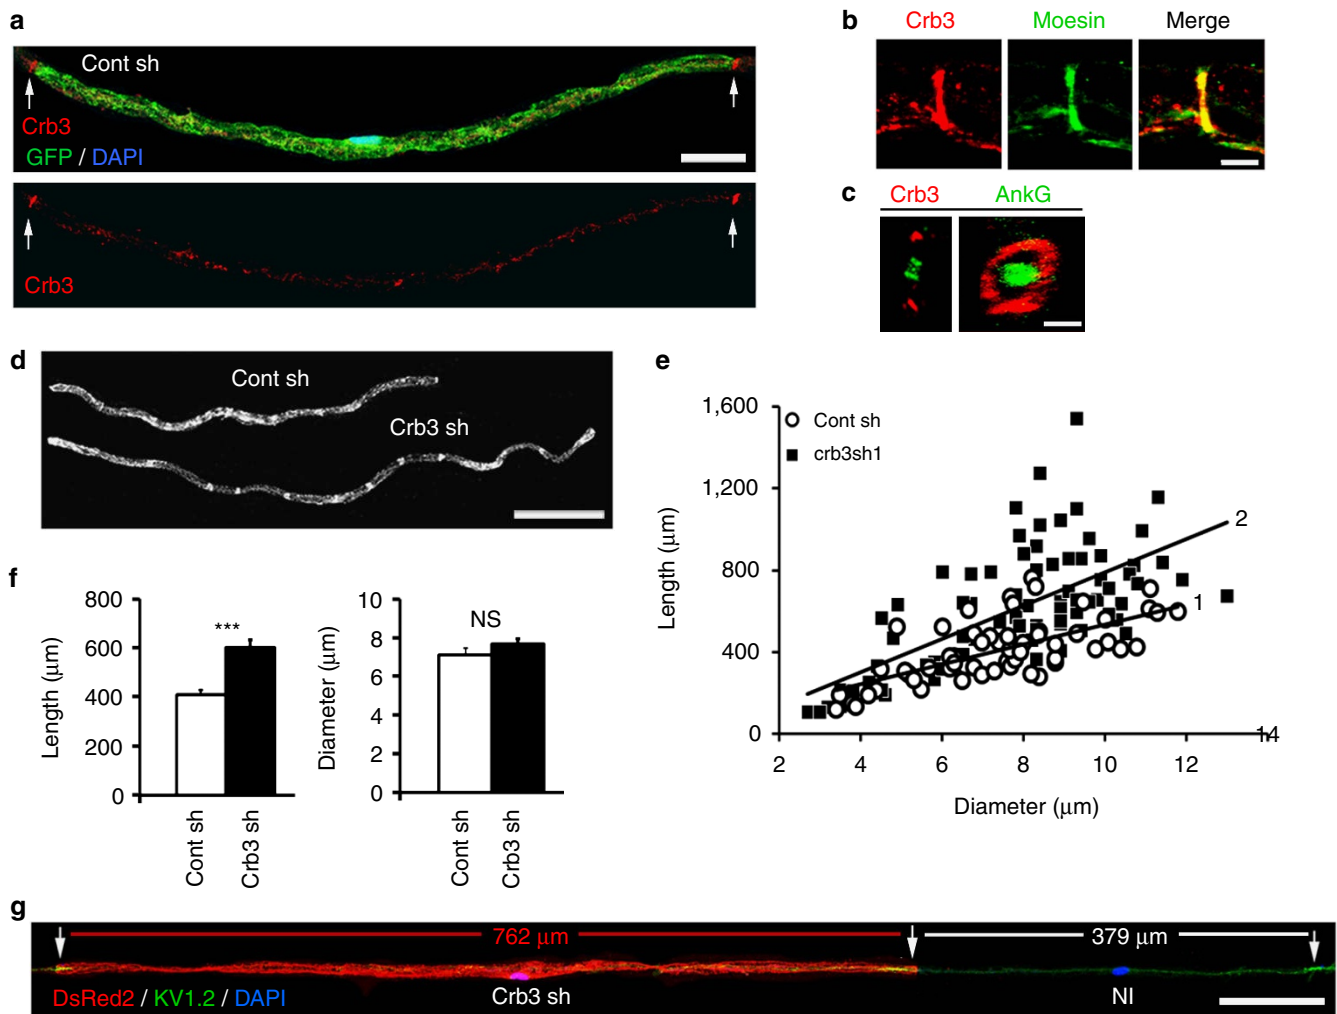 a
Cont sh
Crb3
GFP / DAPI
Crb3
b
Crb3 Moesin Merge
c
Crb3 AnkG
d
Cont sh
Crb3 sh
e
1,600
1,200
800
400
0
Length (μm)
Cont sh
crb3sh1
2
1
2 4 6 8 10 12 14
Diameter (μm)
f
800
600
400
200
0
Length (μm)
***
Cont sh
Crb3 sh
10
8
6
4
2
0
Diameter (μm)
NS
Cont sh
Crb3 sh
g
762 μm
379 μm
DsRed2 / KV1.2 / DAPI
Crb3 sh
NI